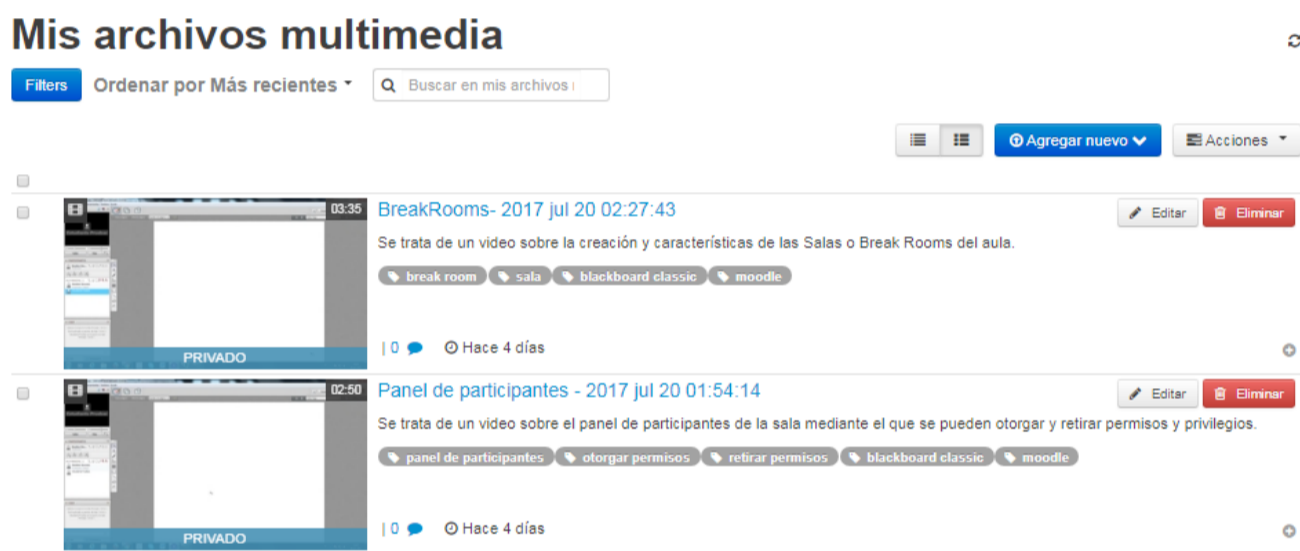 Mis archivos multimedia
Filters Ordenar por Más recientes Buscar en mis archivos
Agregar nuevo Acciones
03:35 BreakRooms- 2017 jul 20 02:27:43 Editar Eliminar
Se trata de un video sobre la creación y características de las Salas o Break Rooms del aula.
break room sala blackboard classic moodle
PRIVADO | 0 Hace 4 días
02:50 Panel de participantes - 2017 jul 20 01:54:14 Editar Eliminar
Se trata de un video sobre el panel de participantes de la sala mediante el que se pueden otorgar y retirar permisos y privilegios.
panel de participantes otorgar permisos retirar permisos blackboard classic moodle
PRIVADO | 0 Hace 4 días